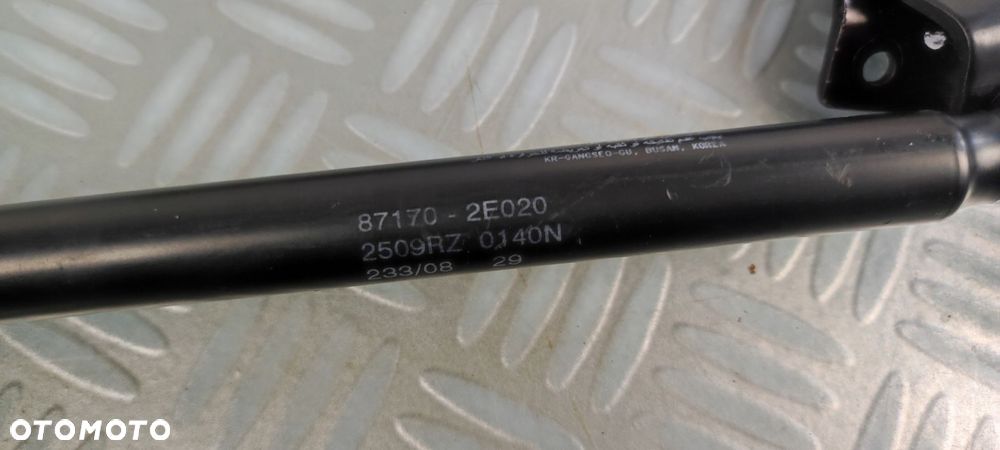 KR-GANGSEO-GU, BUSAN, KOREA
87170 - 2E020
2509RZ 0140N
233/08 29
OTOMOTO